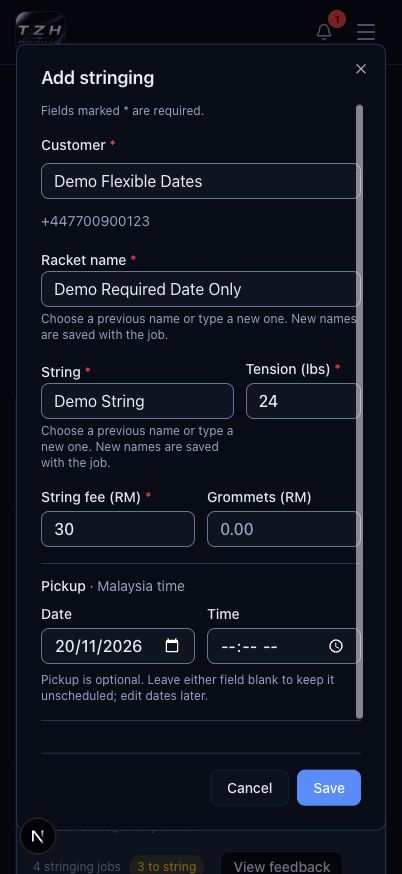 TZH
1
Add stringing
Fields marked * are required.
Customer *
Demo Flexible Dates
+447700900123
Racket name *
Demo Required Date Only
Choose a previous name or type a new one. New names
are saved with the job.
String *
Tension (lbs) *
Demo String
24
Choose a previous name or type a
new one. New names are saved
with the job.
String fee (RM) *
Grommets (RM)
30
0.00
Pickup · Malaysia time
Date
Time
20/11/2026
--:-- --
Pickup is optional. Leave either field blank to keep it
unscheduled; edit dates later.
Cancel
Save
N
4 stringing jobs
3 to string
View feedback